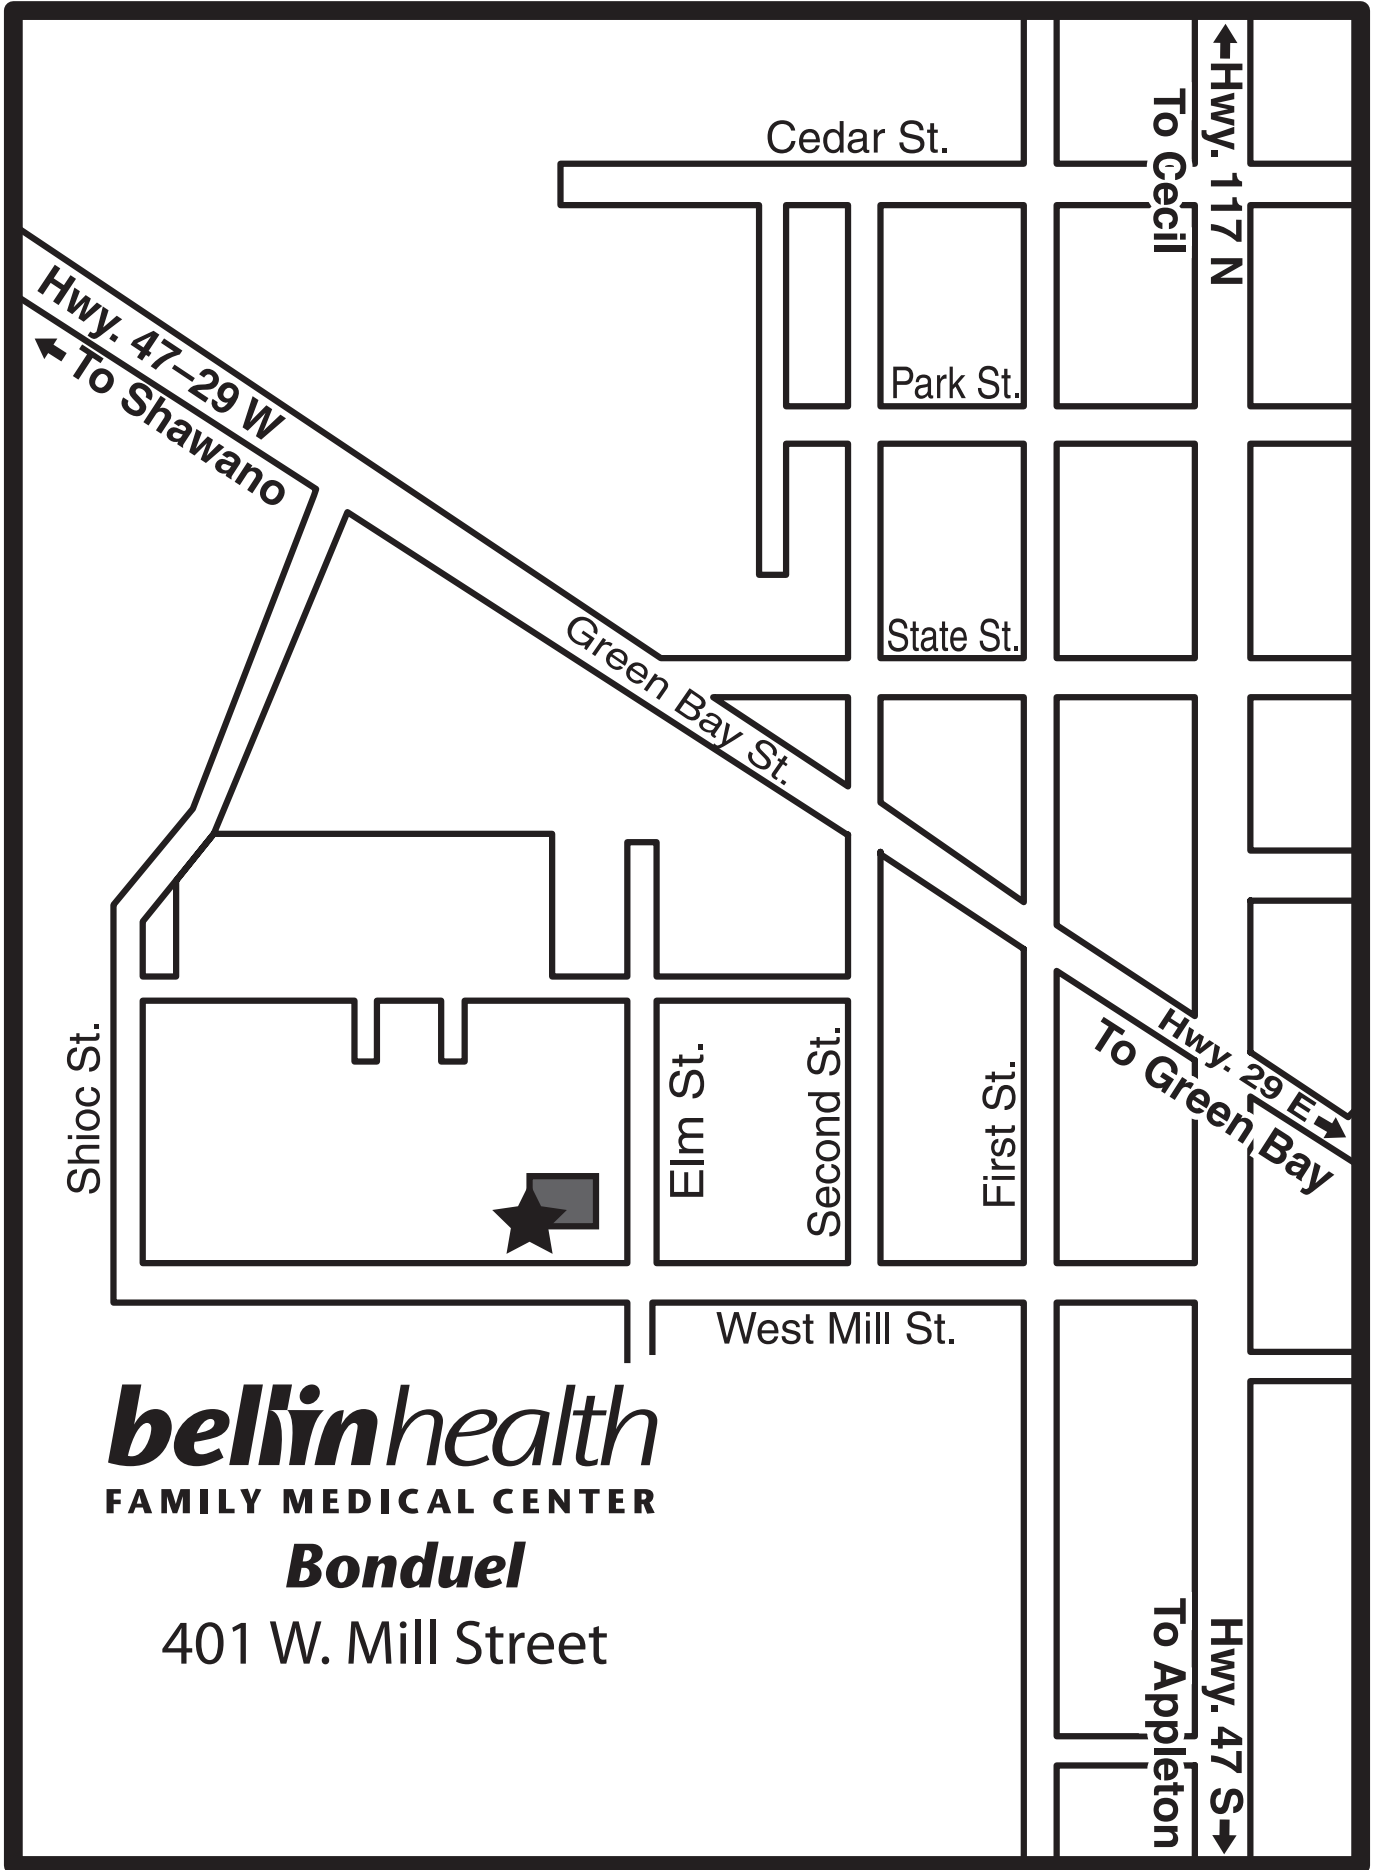 Hwy. 117 N
To Cecil
Cedar St.
Hwy. 47–29 W
To Shawano
Park St.
State St.
Green Bay St.
Hwy. 29 E
To Green Bay
Shioc St.
Elm St.
Second St.
First St.
West Mill St.
bellinhealth
FAMILY MEDICAL CENTER
Bonduel
401 W. Mill Street
Hwy. 47 S
To Appleton